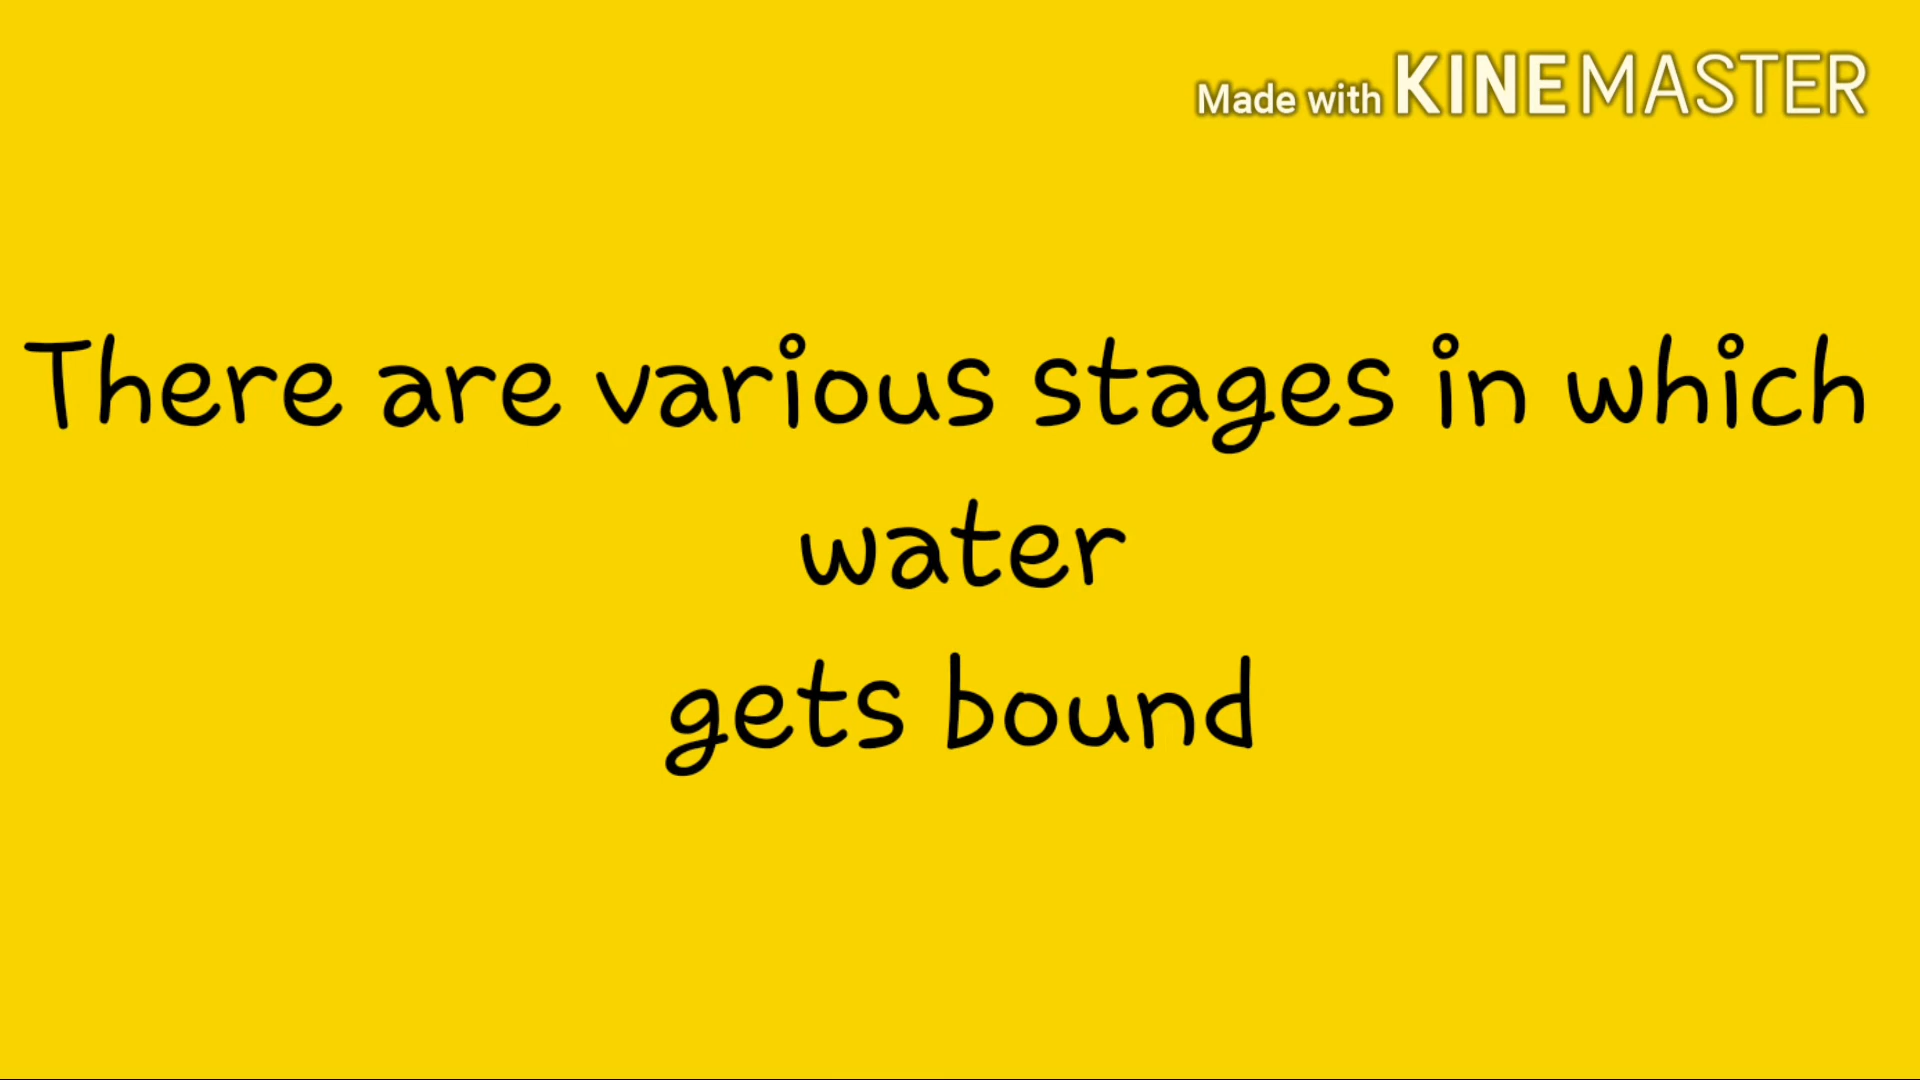 Made with KINEMASTER
There are various stages in which
water
gets bound